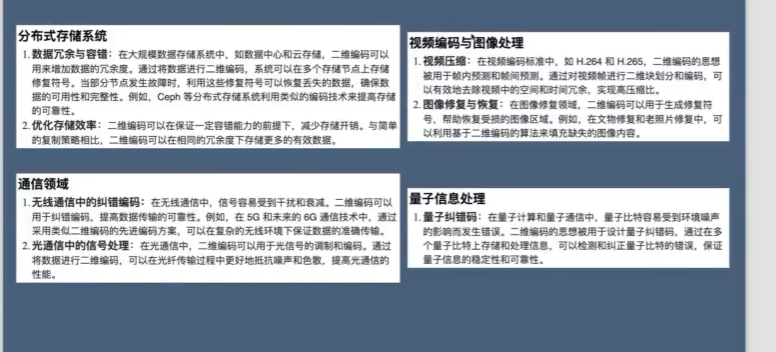 分布式存储系统
1. 数据冗余与容错：在大规模数据存储系统中，如数据中心和云存储，二维编码可以
用来增加数据的冗余度。通过将数据进行二维编码，系统可以在多个存储节点上存储
修复符号。当部分节点发生故障时，利用这些修复符号可以恢复丢失的数据，确保数
据的可用性和完整性。例如，Ceph 等分布式存储系统利用类似的编码技术来提高存储
的可靠性。
2. 优化存储效率：二维编码可以在保证一定容错能力的前提下，减少存储开销。与简单
的复制策略相比，二维编码可以在相同的冗余度下存储更多的有效数据。
视频编码与图像处理
1. 视频压缩：在视频编码标准中，如 H.264 和 H.265，二维编码的思想
被用于帧内预测和帧间预测。通过对视频帧进行二维块划分和编码，可
以有效地去除视频中的空间和时间冗余，实现高压缩比。
2. 图像修复与恢复：在图像修复领域，二维编码可以用于生成修复符
号，帮助恢复受损的图像区域。例如，在文物修复和老照片修复中，可
以利用基于二维编码的算法来填充缺失的图像内容。
通信领域
1. 无线通信中的纠错编码：在无线通信中，信号容易受到干扰和衰减。二维编码可以
用于纠错编码，提高数据传输的可靠性。例如，在 5G 和未来的 6G 通信技术中，通过
采用类似二维编码的先进编码方案，可以在复杂的无线环境下保证数据的准确传输。
2. 光通信中的信号处理：在光通信中，二维编码可以用于光信号的调制和编码。通过
将数据进行二维编码，可以在光纤传输过程中更好地抵抗噪声和色散，提高光通信的
性能。
量子信息处理
1. 量子纠错码：在量子计算和量子通信中，量子比特容易受到环境噪声
的影响而发生错误。二维编码的思想被用于设计量子纠错码，通过在多
个量子比特上存储和处理信息，可以检测和纠正量子比特的错误，保证
量子信息的稳定性和可靠性。